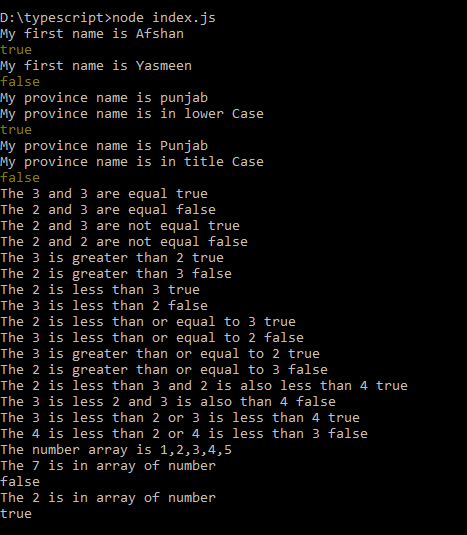 D:\typescript>node index.js
My first name is Afshan
true
My first name is Yasmeen
false
My province name is punjab
My province name is in lower Case
true
My province name is Punjab
My province name is in title Case
false
The 3 and 3 are equal true
The 2 and 3 are equal false
The 2 and 3 are not equal true
The 2 and 2 are not equal false
The 3 is greater than 2 true
The 2 is greater than 3 false
The 2 is less than 3 true
The 3 is less than 2 false
The 2 is less than or equal to 3 true
The 3 is less than or equal to 2 false
The 3 is greater than or equal to 2 true
The 2 is greater than or equal to 3 false
The 2 is less than 3 and 2 is also less than 4 true
The 3 is less 2 and 3 is also than 4 false
The 3 is less than 2 or 3 is less than 4 true
The 4 is less than 2 or 4 is less than 3 false
The number array is 1,2,3,4,5
The 7 is in array of number
false
The 2 is in array of number
true